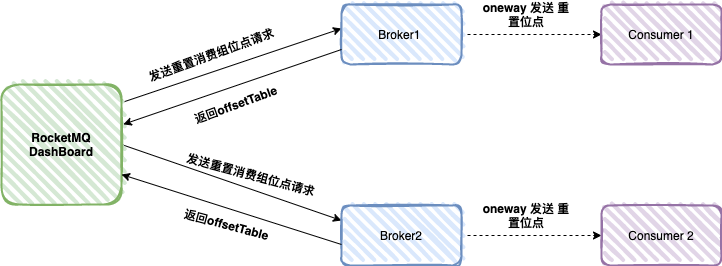 oneway 发送 重
置位点
Broker1
Consumer 1
发送重置消费组位点请求
返回offsetTable
RocketMQ
DashBoard
发送重置消费组位点请求
返回offsetTable
oneway 发送 重
置位点
Broker2
Consumer 2